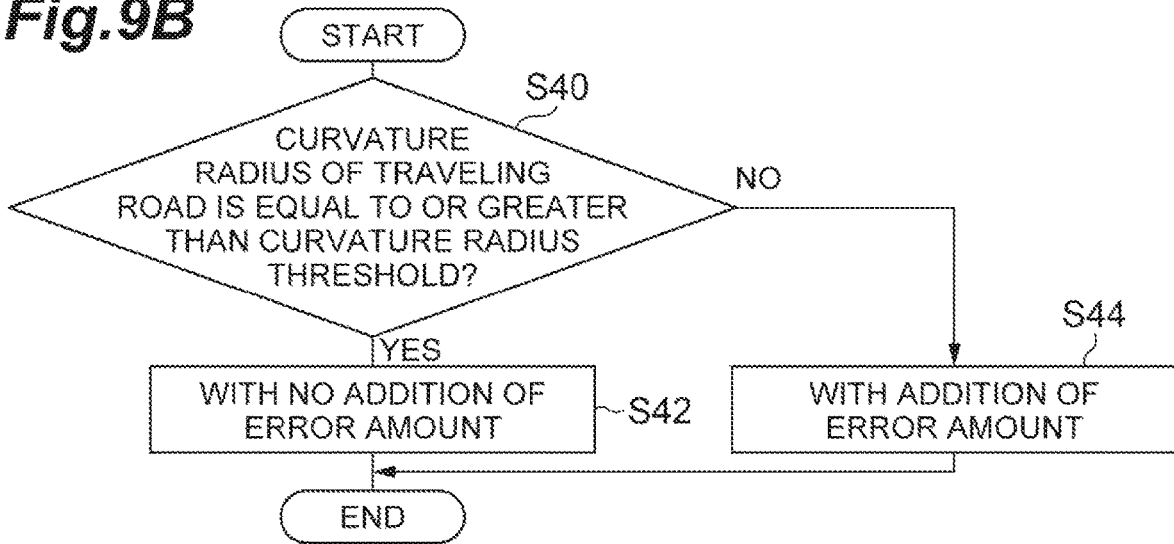 Fig.9B
START
S40
CURVATURE
RADIUS OF TRAVELING
ROAD IS EQUAL TO OR GREATER
THAN CURVATURE RADIUS
THRESHOLD?
NO
YES
S44
WITH NO ADDITION OF
ERROR AMOUNT
S42
WITH ADDITION OF
ERROR AMOUNT
END